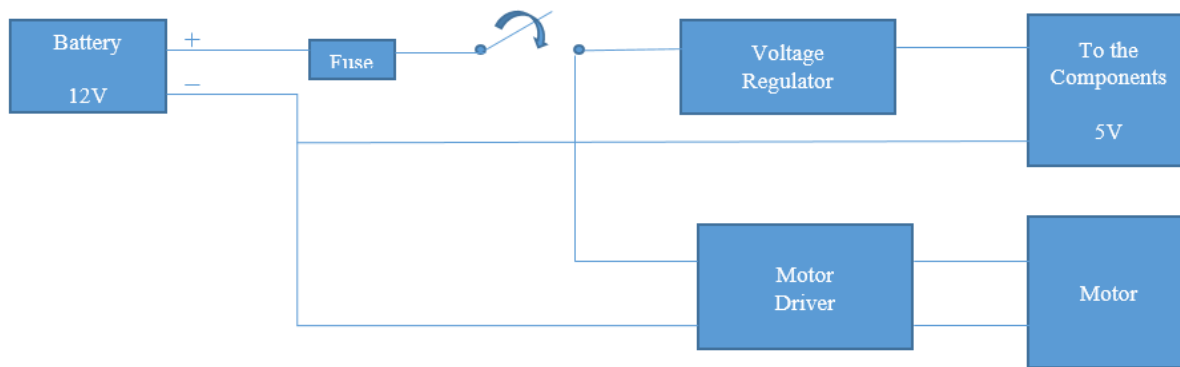 Battery
12V
+
−
Fuse
Voltage
Regulator
To the
Components
5V
Motor
Driver
Motor